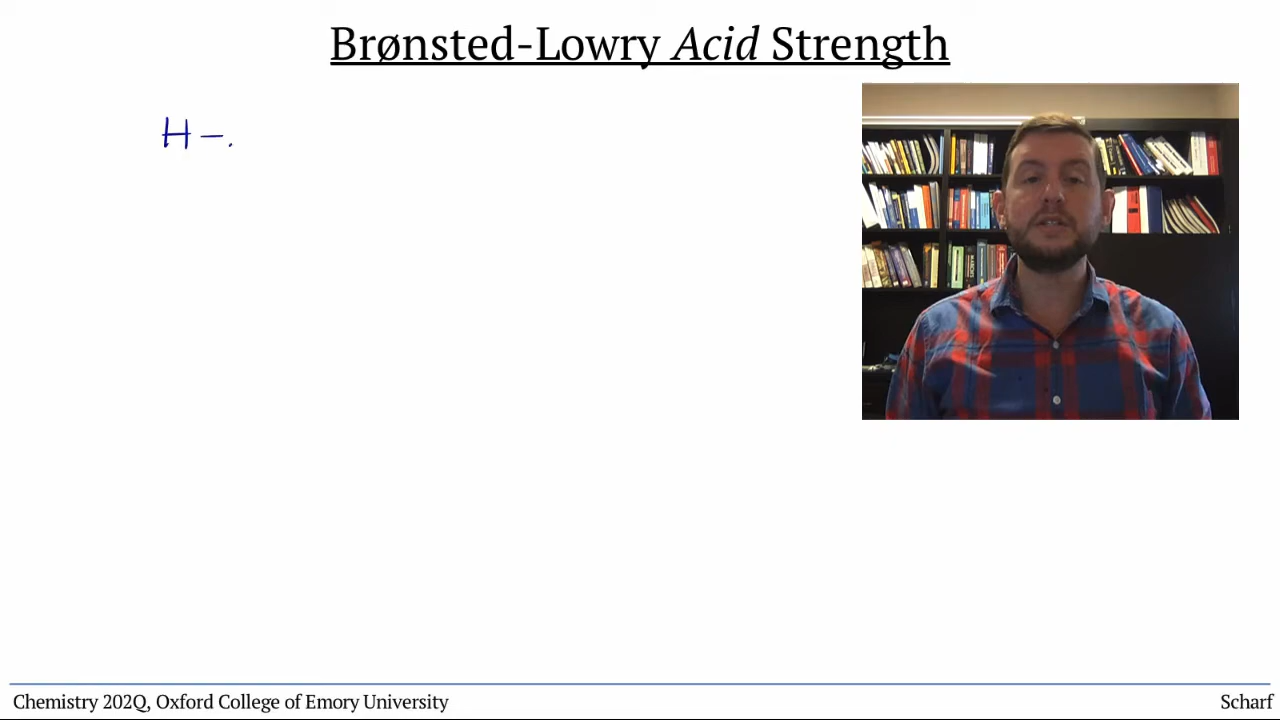 Brønsted-Lowry Acid Strength
H –
Chemistry 202Q, Oxford College of Emory University
Scharf